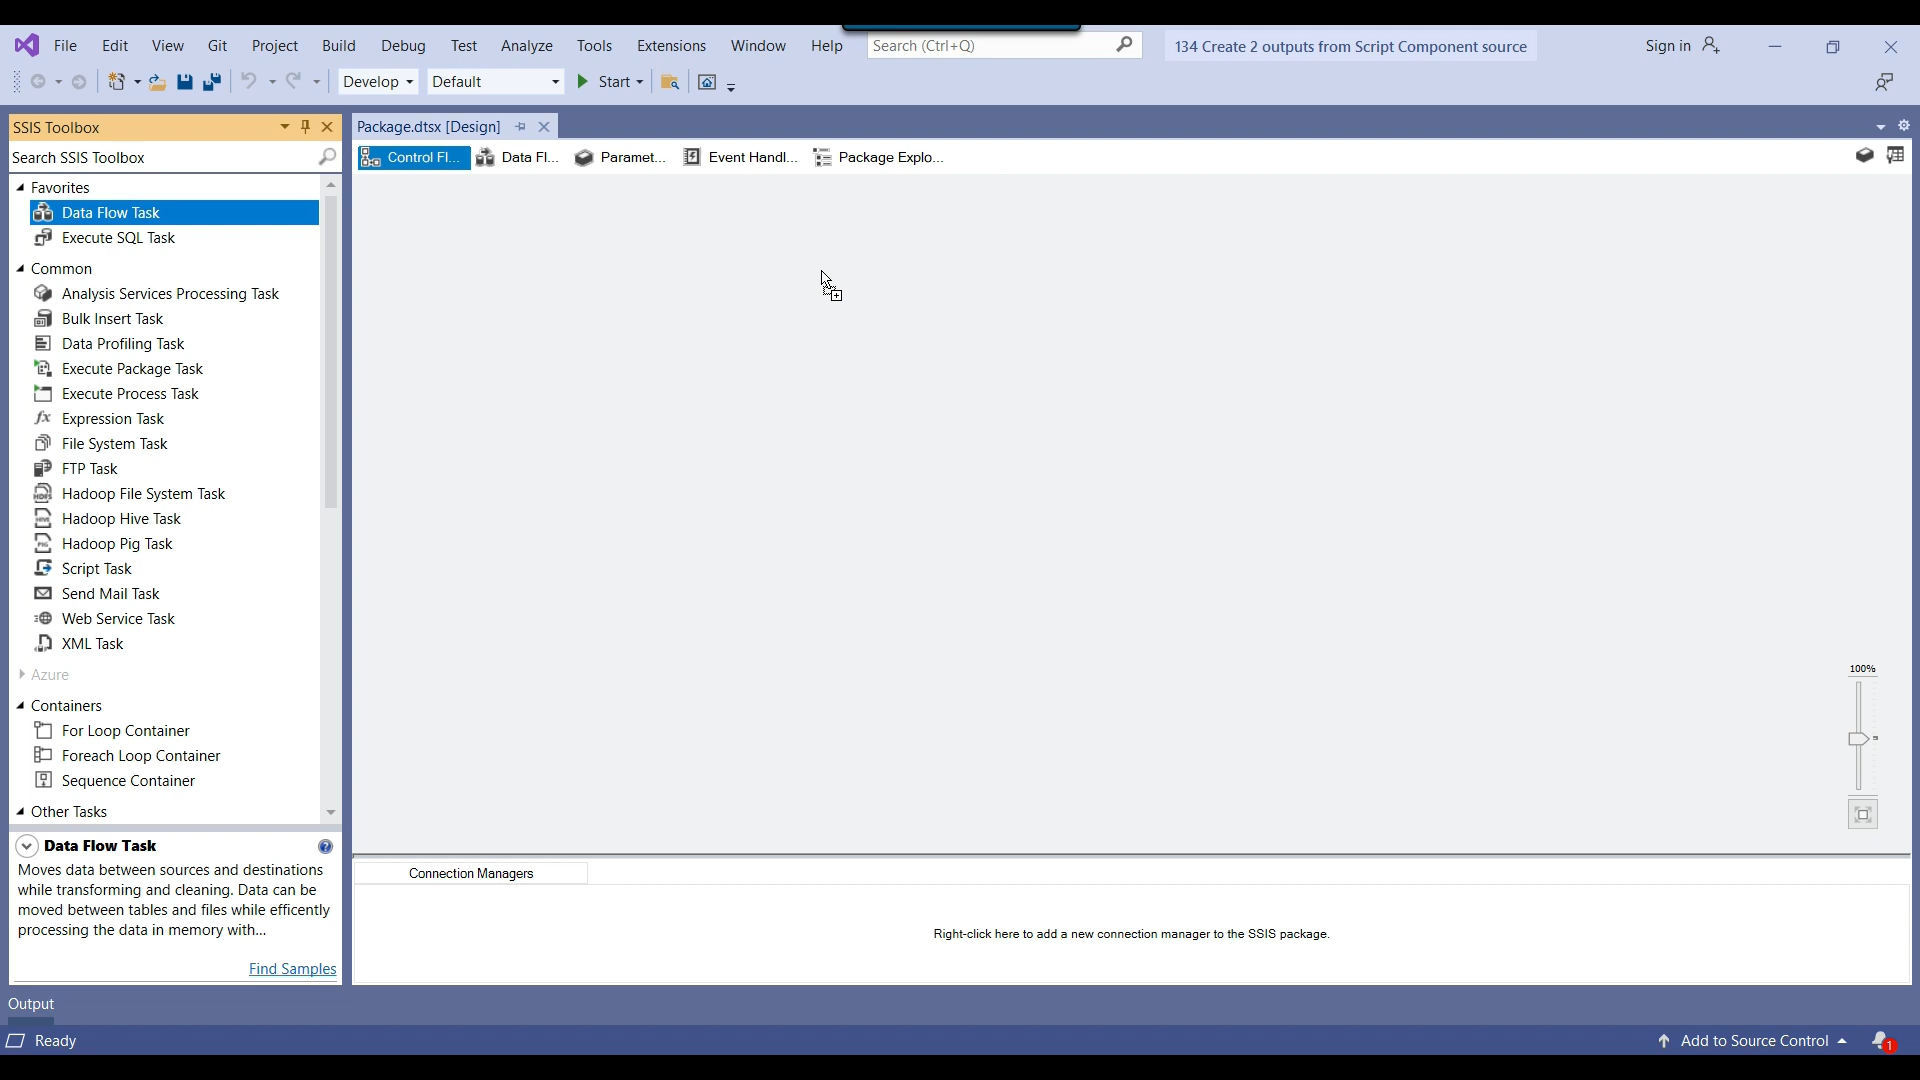 File Edit View Git Project Build Debug Test Analyze Tools Extensions Window Help Search (Ctrl+Q) 134 Create 2 outputs from Script Component source Sign in
Develop Default Start
SSIS Toolbox
Package.dtsx [Design]
Search SSIS Toolbox
Control Fl... Data Fl... Paramet... Event Handl... Package Explo...
Favorites
Data Flow Task
Execute SQL Task
Common
Analysis Services Processing Task
Bulk Insert Task
Data Profiling Task
Execute Package Task
Execute Process Task
Expression Task
File System Task
FTP Task
Hadoop File System Task
Hadoop Hive Task
Hadoop Pig Task
Script Task
Send Mail Task
Web Service Task
XML Task
Azure
Containers
For Loop Container
Foreach Loop Container
Sequence Container
Other Tasks
100%
Data Flow Task
Moves data between sources and destinations
while transforming and cleaning. Data can be
moved between tables and files while efficently
processing the data in memory with...
Find Samples
Connection Managers
Right-click here to add a new connection manager to the SSIS package.
Output
Ready
Add to Source Control
1